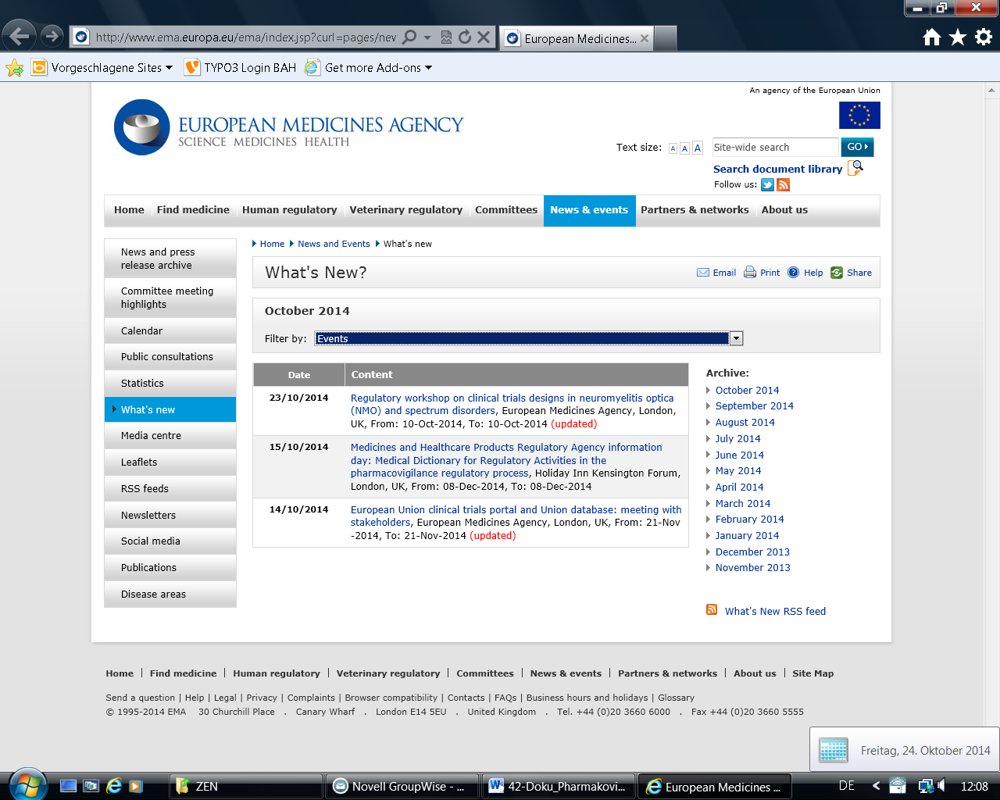 http://www.ema.europa.eu/ema/index.jsp?curl=pages/nev
European Medicines...
Vorgeschlagene Sites
TYPO3 Login BAH
Get more Add-ons
An agency of the European Union
EUROPEAN MEDICINES AGENCY
SCIENCE MEDICINES HEALTH
Text size: A A A
Site-wide search GO
Search document library
Follow us:
Home Find medicine Human regulatory Veterinary regulatory Committees News & events Partners & networks About us
News and press
release archive
Committee meeting
highlights
Calendar
Public consultations
Statistics
What's new
Media centre
Leaflets
RSS feeds
Newsletters
Social media
Publications
Disease areas
Home News and Events What's new
What's New?
Email Print Help Share
October 2014
Filter by: Events
Date Content
23/10/2014 Regulatory workshop on clinical trials designs in neuromyelitis optica
(NMO) and spectrum disorders, European Medicines Agency, London,
UK, From: 10-Oct-2014, To: 10-Oct-2014 (updated)
15/10/2014 Medicines and Healthcare Products Regulatory Agency information
day: Medical Dictionary for Regulatory Activities in the
pharmacovigilance regulatory process, Holiday Inn Kensington Forum,
London, UK, From: 08-Dec-2014, To: 08-Dec-2014
14/10/2014 European Union clinical trials portal and Union database: meeting with
stakeholders, European Medicines Agency, London, UK, From: 21-Nov
-2014, To: 21-Nov-2014 (updated)
Archive:
October 2014
September 2014
August 2014
July 2014
June 2014
May 2014
April 2014
March 2014
February 2014
January 2014
December 2013
November 2013
What's New RSS feed
Home | Find medicine | Human regulatory | Veterinary regulatory | Committees | News & events | Partners & networks | About us | Site Map
Send a question | Help | Legal | Privacy | Complaints | Browser compatibility | Contacts | FAQs | Business hours and holidays | Glossary
© 1995-2014 EMA 30 Churchill Place . Canary Wharf . London E14 5EU . United Kingdom . Tel. +44 (0)20 3660 6000 . Fax +44 (0)20 3660 5555
Freitag, 24. Oktober 2014
ZEN
Novell GroupWise - ...
42-Doku_Pharmakovi...
European Medicines ...
DE
12:08